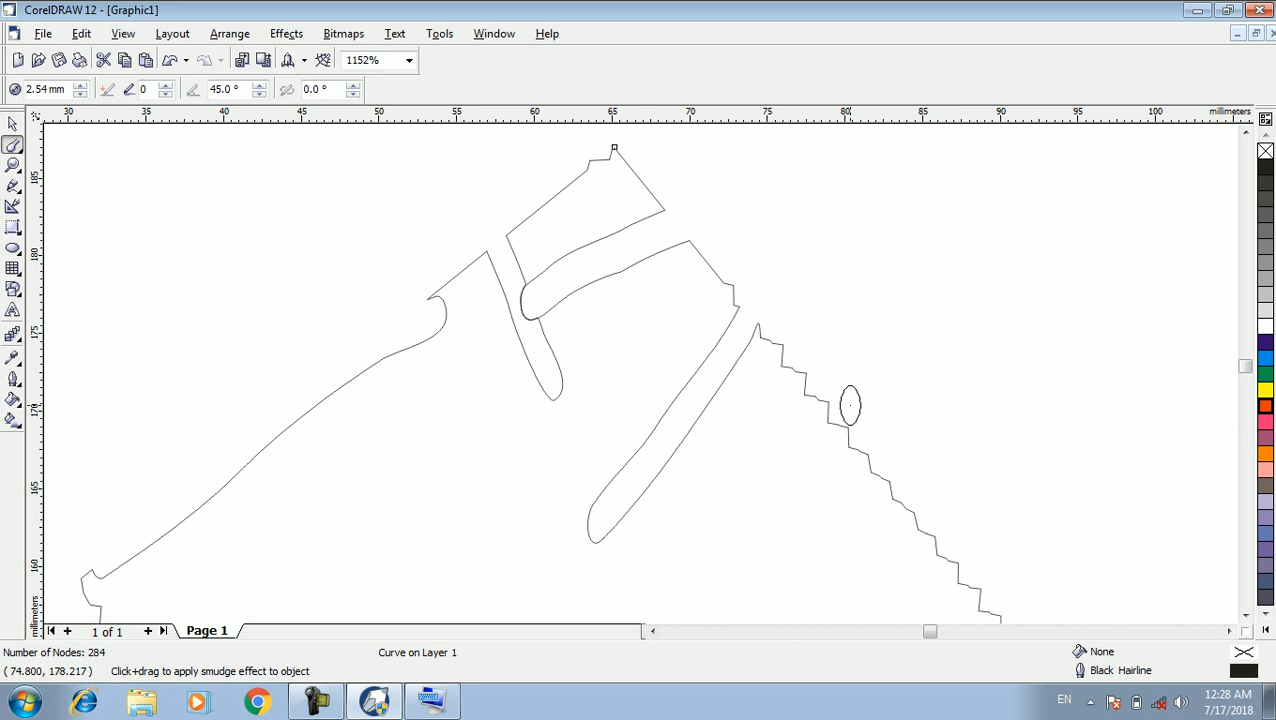 CorelDRAW 12 - [Graphic1]
File Edit View Layout Arrange Effects Bitmaps Text Tools Window Help
1152%
2.54 mm 0 45.0 ° 0.0 °
30 40 45 50 55 60 65 70 75 80 85 90 95 100 millimeters
185
180
175
170
165
160
millimeters
1 of 1 Page 1
Number of Nodes: 284 Curve on Layer 1 None
(74.800, 178.217) Click+drag to apply smudge effect to object Black Hairline
EN 12:28 AM
7/17/2018